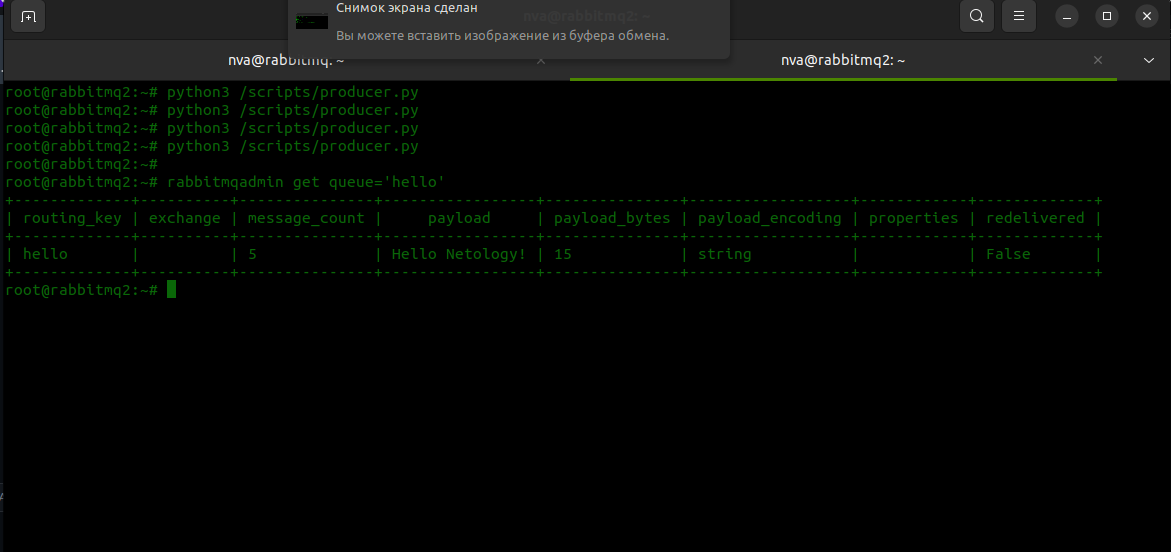 Снимок экрана сделан
nva@rabbitmq2: ~
Вы можете вставить изображение из буфера обмена.
nva@rabbitmq: ~
nva@rabbitmq2: ~
root@rabbitmq2:~# python3 /scripts/producer.py
root@rabbitmq2:~# python3 /scripts/producer.py
root@rabbitmq2:~# python3 /scripts/producer.py
root@rabbitmq2:~# python3 /scripts/producer.py
root@rabbitmq2:~#
root@rabbitmq2:~# rabbitmqadmin get queue='hello'
+-------------+----------+---------------+-----------------+---------------+------------------+------------+-------------+
| routing_key | exchange | message_count |     payload     | payload_bytes | payload_encoding | properties | redelivered |
+-------------+----------+---------------+-----------------+---------------+------------------+------------+-------------+
| hello       |          | 5             | Hello Netology! | 15            | string           |            | False       |
+-------------+----------+---------------+-----------------+---------------+------------------+------------+-------------+
root@rabbitmq2:~#